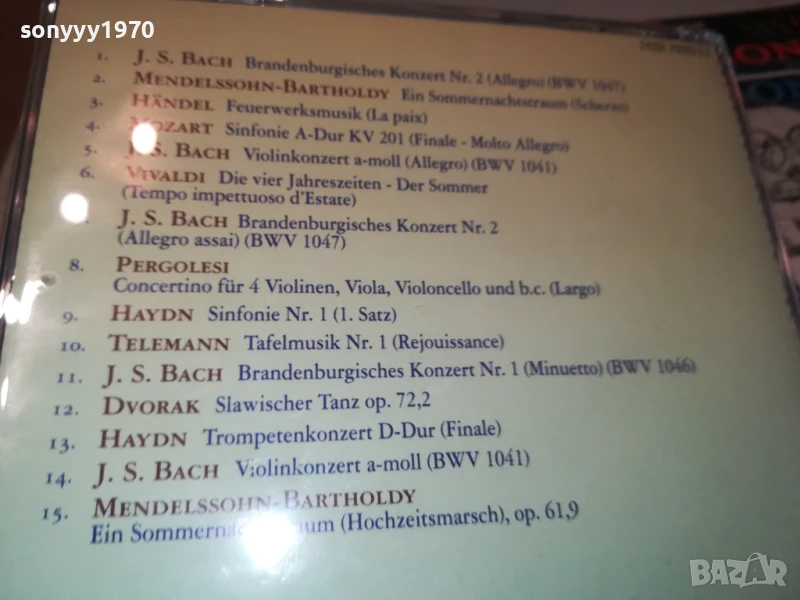 sonyyy1970
1. J. S. BACH Brandenburgisches Konzert Nr. 2 (Allegro) (BWV 1047)
2. MENDELSSOHN-BARTHOLDY Ein Sommernachtstraum (Scherzo)
3. HÄNDEL Feuerwerksmusik (La paix)
4. MOZART Sinfonie A-Dur KV 201 (Finale - Molto Allegro)
5. J. S. BACH Violinkonzert a-moll (Allegro) (BWV 1041)
6. VIVALDI Die vier Jahreszeiten - Der Sommer
(Tempo impettuoso d'Estate)
J. S. BACH Brandenburgisches Konzert Nr. 2
(Allegro assai) (BWV 1047)
8. PERGOLESI
Concertino für 4 Violinen, Viola, Violoncello und b.c. (Largo)
9. HAYDN Sinfonie Nr. 1 (1. Satz)
10. TELEMANN Tafelmusik Nr. 1 (Rejouissance)
11. J. S. BACH Brandenburgisches Konzert Nr. 1 (Minuetto) (BWV 1046)
12. DVORAK Slawischer Tanz op. 72,2
13. HAYDN Trompetenkonzert D-Dur (Finale)
14. J. S. BACH Violinkonzert a-moll (BWV 1041)
15. MENDELSSOHN-BARTHOLDY
Ein Sommernachtstraum (Hochzeitsmarsch), op. 61,9
BAZAR